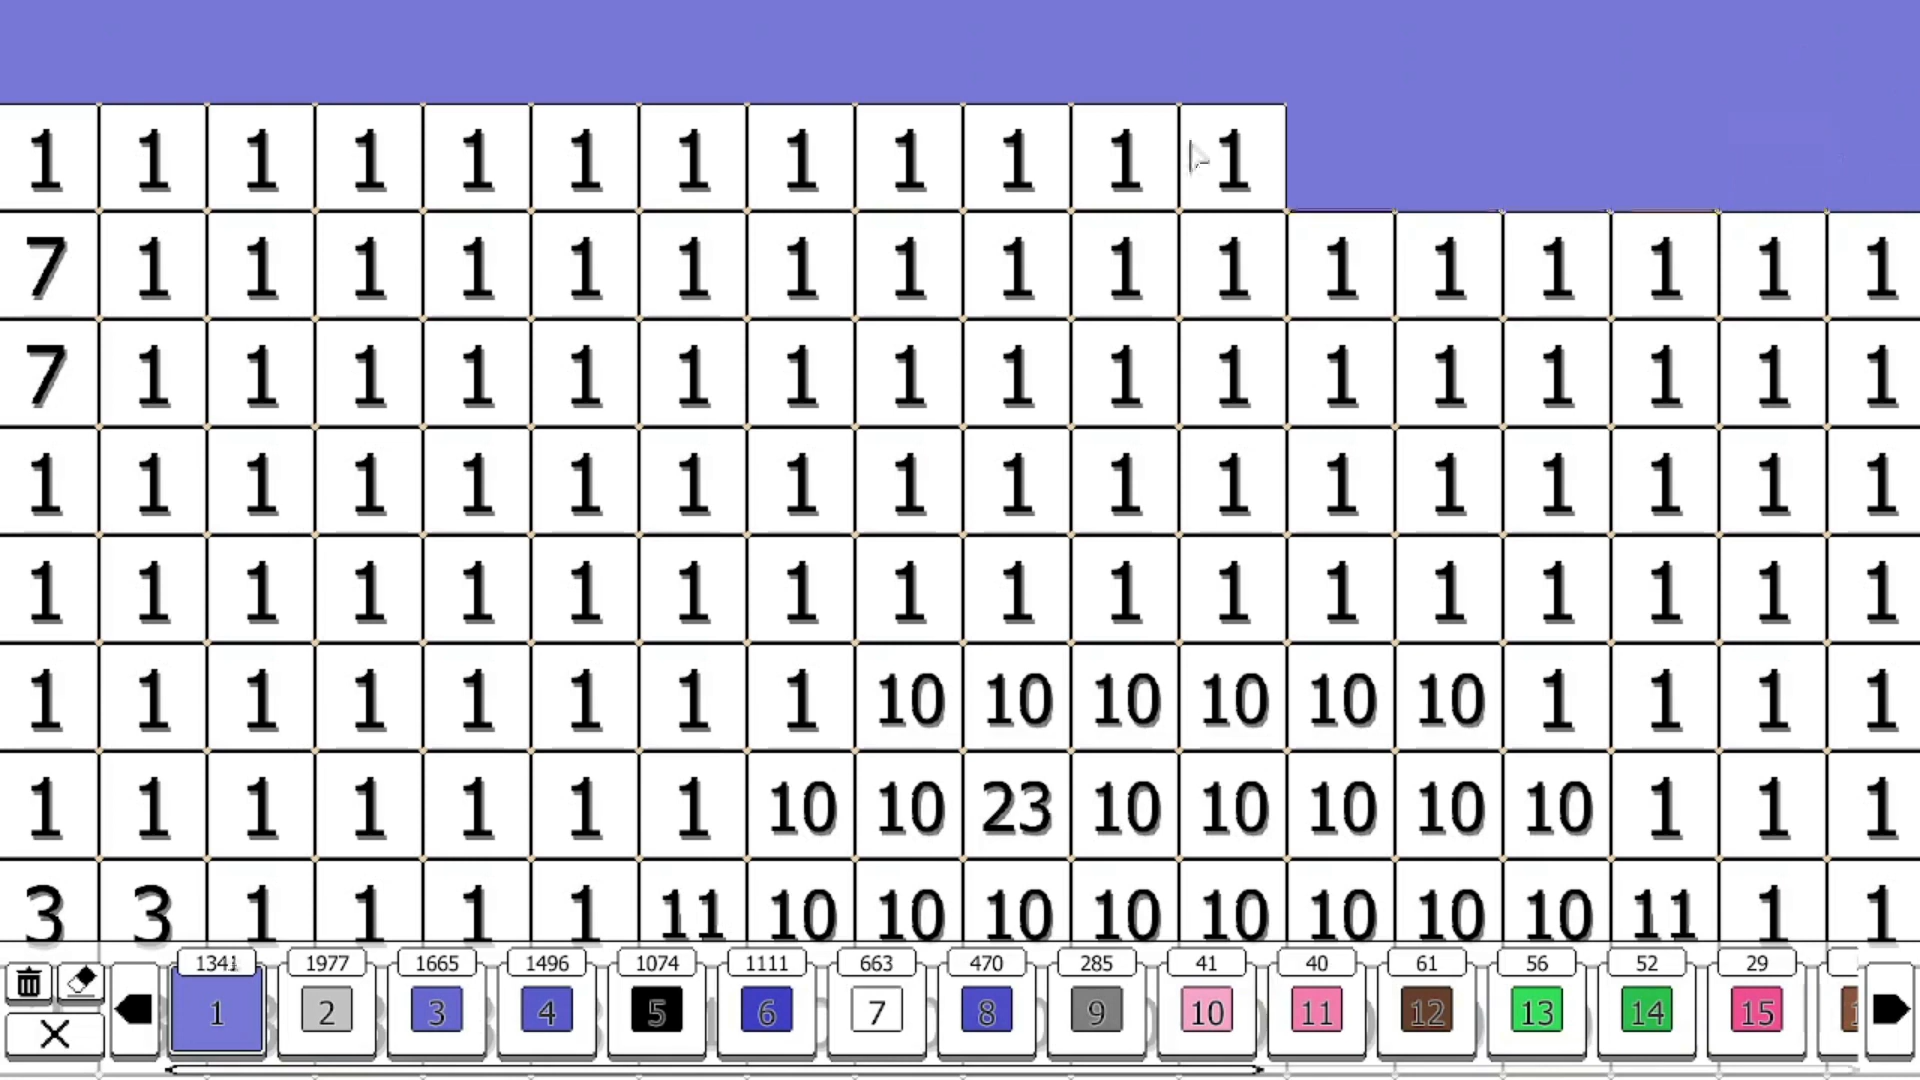 1 1 1 1 1 1 1 1 1 1 1 1
7 1 1 1 1 1 1 1 1 1 1 1 1 1 1 1 1 1
7 1 1 1 1 1 1 1 1 1 1 1 1 1 1 1 1 1
1 1 1 1 1 1 1 1 1 1 1 1 1 1 1 1 1 1
1 1 1 1 1 1 1 1 1 1 1 1 1 1 1 1 1 1
1 1 1 1 1 1 1 1 10 10 10 10 10 10 1 1 1 1
1 1 1 1 1 1 1 10 10 23 10 10 10 10 10 1 1 1
3 3 1 1 1 1 11 10 10 10 10 10 10 10 10 11 1 1
1341 1977 1665 1496 1074 1111 663 470 285 41 40 61 56 52 29
1 2 3 4 5 6 7 8 9 10 11 12 13 14 15